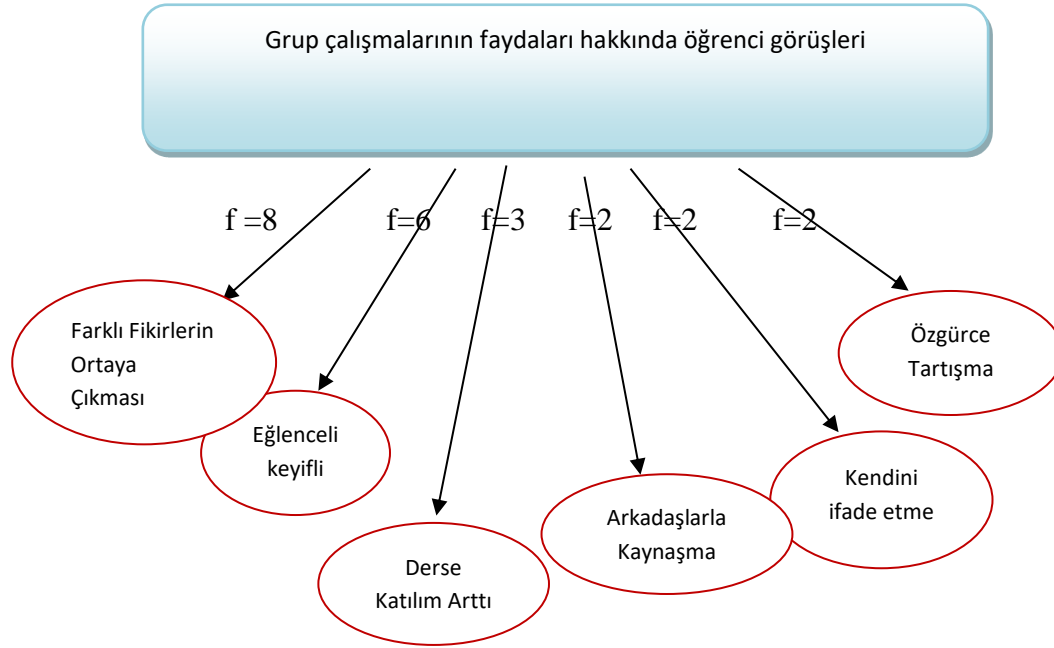 Grup çalışmalarının faydaları hakkında öğrenci görüşleri
f =8
f=6
f=3
f=2
f=2
f=2
Farklı Fikirlerin
Ortaya
Çıkması
Eğlenceli
keyifli
Derse
Katılım Arttı
Arkadaşlarla
Kaynaşma
Kendini
ifade etme
Özgürce
Tartışma